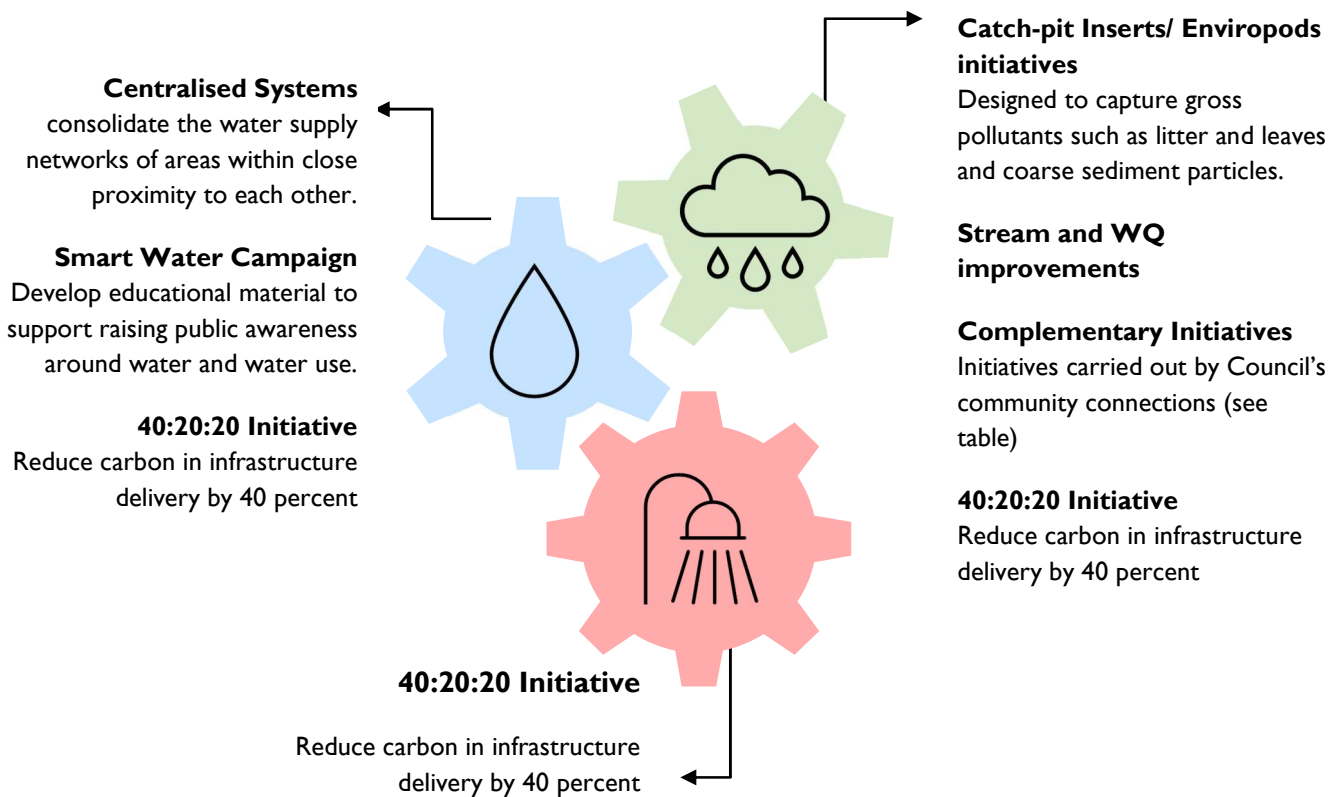 Centralised Systems
consolidate the water supply
networks of areas within close
proximity to each other.
Smart Water Campaign
Develop educational material to
support raising public awareness
around water and water use.
40:20:20 Initiative
Reduce carbon in infrastructure
delivery by 40 percent
Catch-pit Inserts/ Enviropods
initiatives
Designed to capture gross
pollutants such as litter and leaves
and coarse sediment particles.
Stream and WQ
improvements
Complementary Initiatives
Initiatives carried out by Council's
community connections (see
table)
40:20:20 Initiative
Reduce carbon in infrastructure
delivery by 40 percent
40:20:20 Initiative
Reduce carbon in infrastructure
delivery by 40 percent